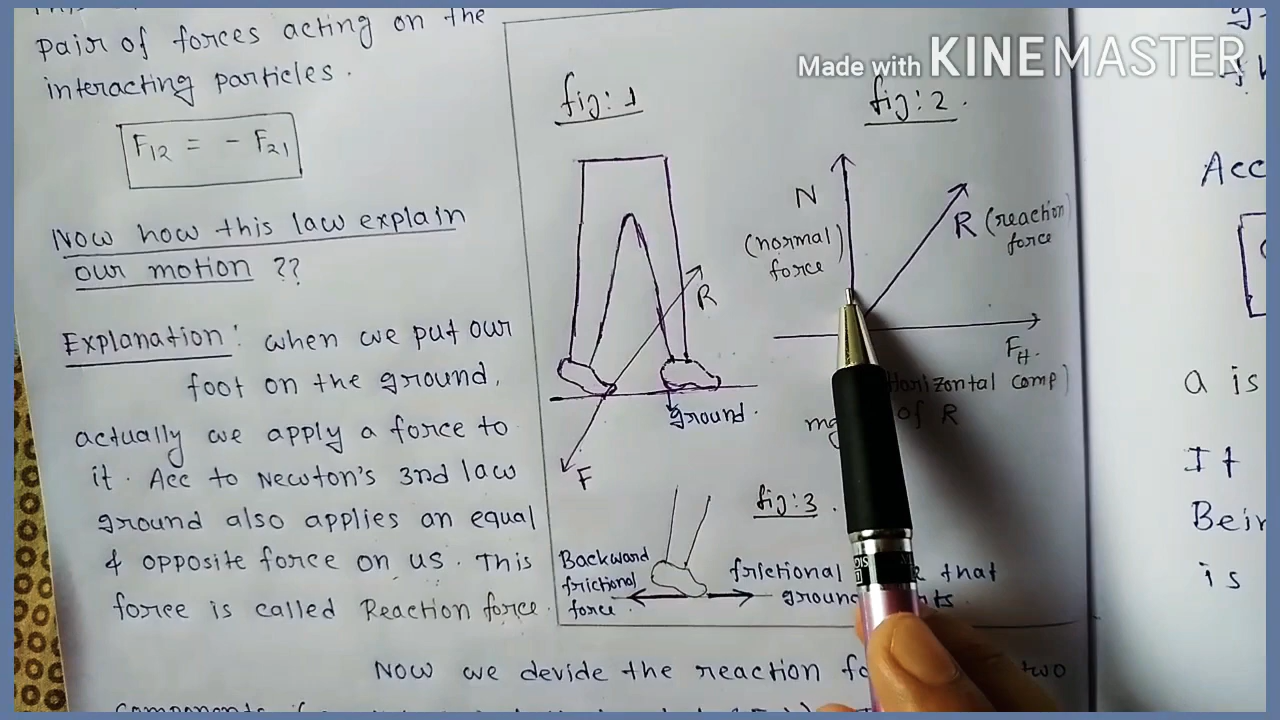 pair of forces acting on the
interacting particles.
F12 = - F21
Now how this law explain
our motion ??
Explanation: when we put our
foot on the ground,
actually we apply a force to
it. Acc to Newton's 3rd law
ground also applies an equal
& opposite force on us. This
force is called Reaction force.
Now we devide the reaction
two
Made with KINEMASTER
fig: 1
R
F
ground.
fig: 2.
N
(normal)
force
R (reaction)
force
FH.
Horizontal comp)
of R
mg
fig: 3.
Backward
frictional
force.
frictional that
ground
Acc
a is
It
Bein
is